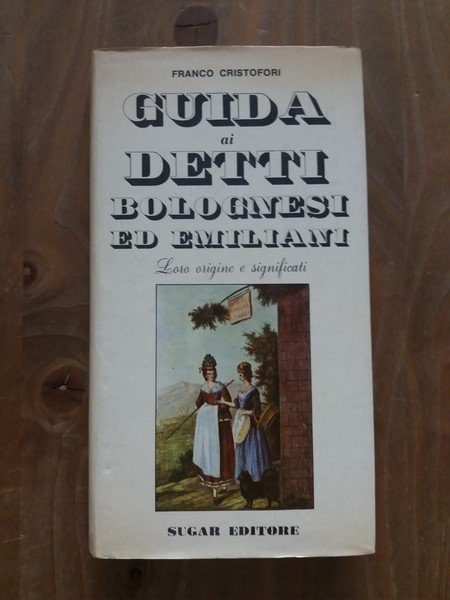 FRANCO CRISTOFORI
GUIDA
ai
DETTI
BOLOGNESI
ED EMILIANI
Loro origine e significati
SUGAR EDITORE